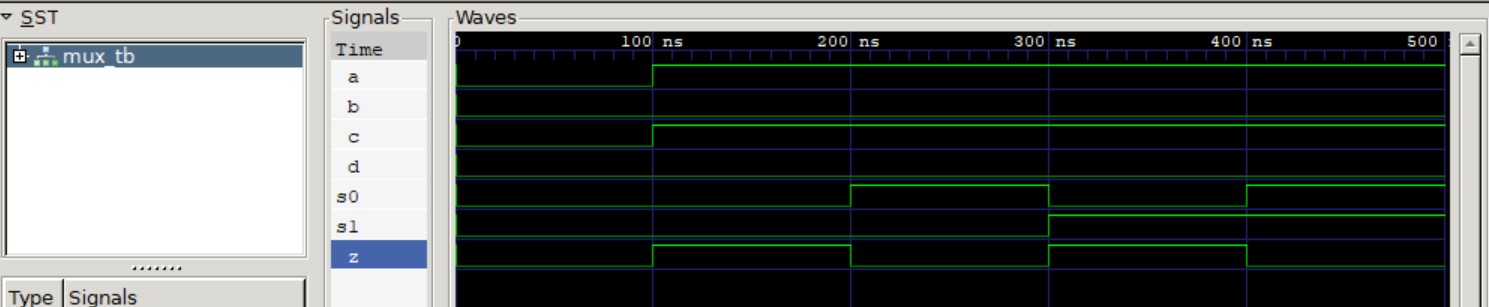 SST
mux_tb
Type Signals
Signals
Time
a
b
c
d
s0
s1
z
Waves
0 100 ns 200 ns 300 ns 400 ns 500